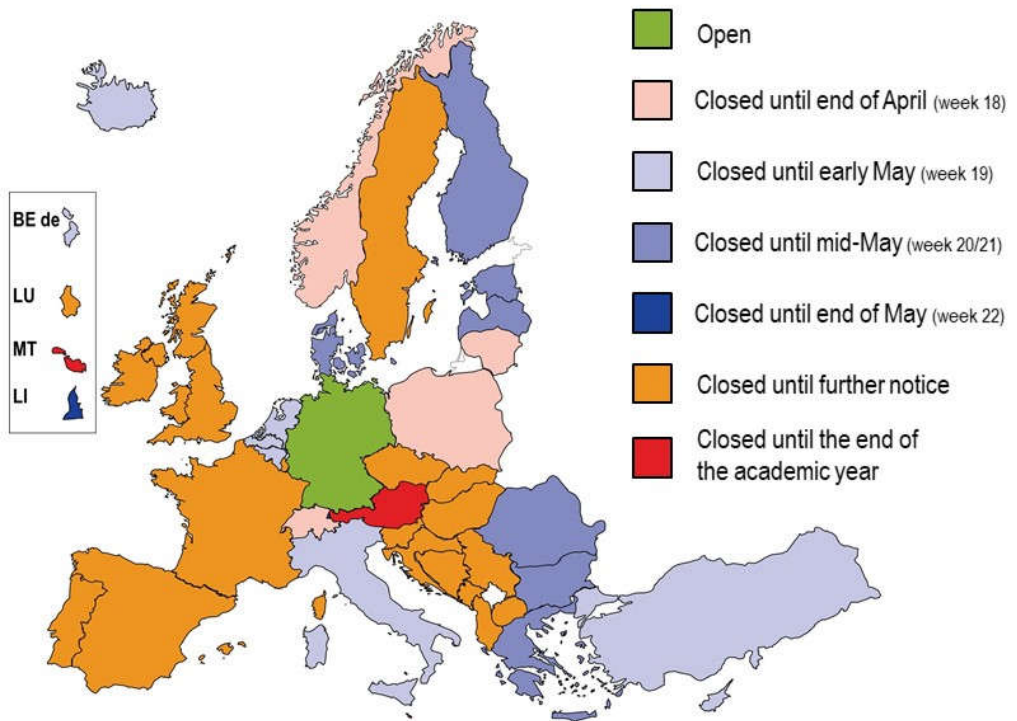 Open
Closed until end of April (week 18)
Closed until early May (week 19)
BE de
Closed until mid-May (week 20/21)
LU
Closed until end of May (week 22)
MT
LI
Closed until further notice
Closed until the end of
the academic year